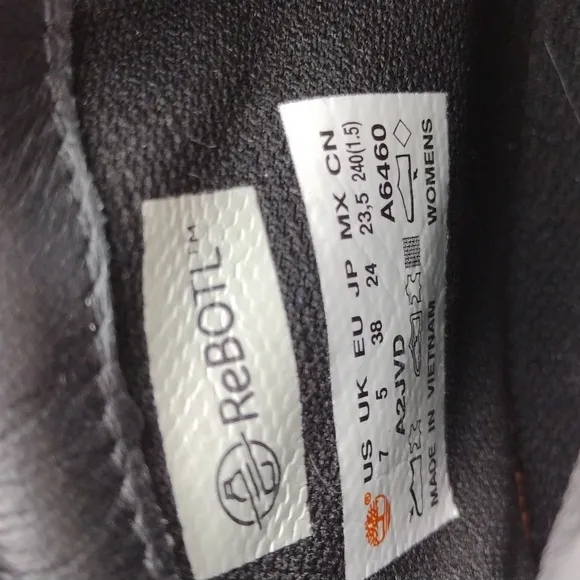 ReBOTL™
US UK EU JP MX CN
7 5 38 24 23,5 240(1.5)
A2JVD A6460
MADE IN VIETNAM WOMENS